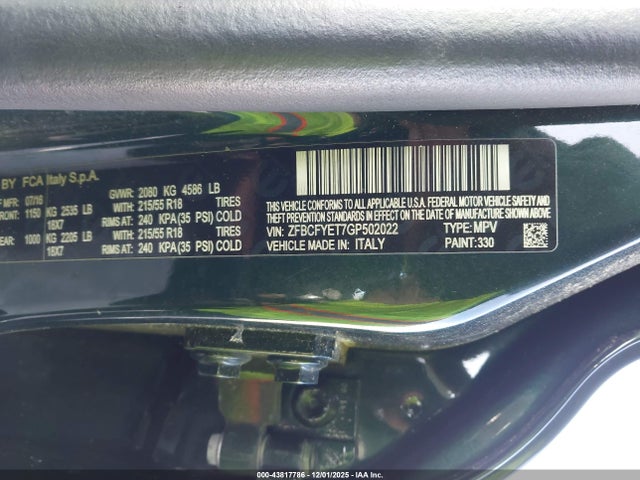 BY FCA Italy S.p.A.
MFR: 07/16 GVWR: 2080 KG 4586 LB
FRONT: 1150 KG 2535 LB WITH: 215/55 R18 TIRES
18X7 RIMS AT: 240 KPA(35 PSI) COLD
REAR: 1000 KG 2205 LB WITH: 215/55 R18 TIRES
18X7 RIMS AT: 240 KPA(35 PSI) COLD
THIS VEHICLE CONFORMS TO ALL APPLICABLE U.S.A. FEDERAL MOTOR VEHICLE SAFETY
STANDARD, BUMPER, AND THEFT PREVENTION STANDARDS IN EFFECT ON THE DATE OF
VIN: ZFBCFYET7GP502022 TYPE: MPV
VEHICLE MADE IN: ITALY PAINT: 330
00-43817786 - 12/01/2025 - IAA Inc.